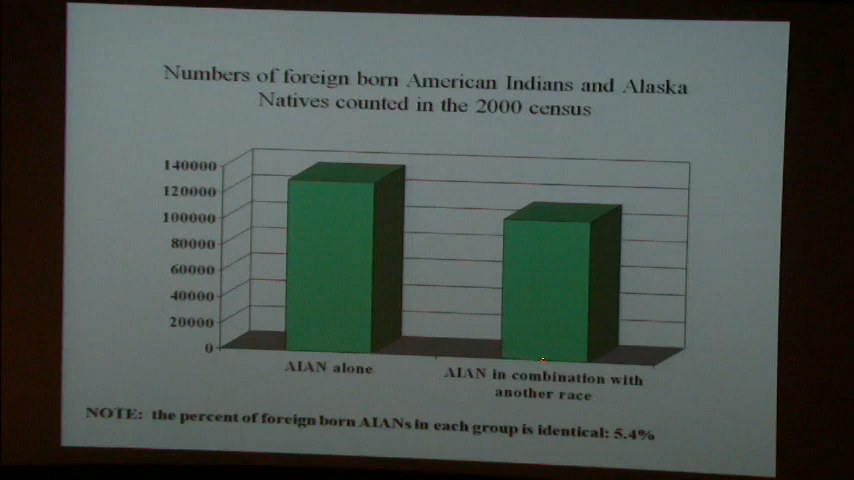 Numbers of foreign born American Indians and Alaska
Natives counted in the 2000 census
140000
120000
100000
80000
60000
40000
20000
0
AIAN alone
AIAN in combination with
another race
NOTE: the percent of foreign born AIANs in each group is identical: 5.4%